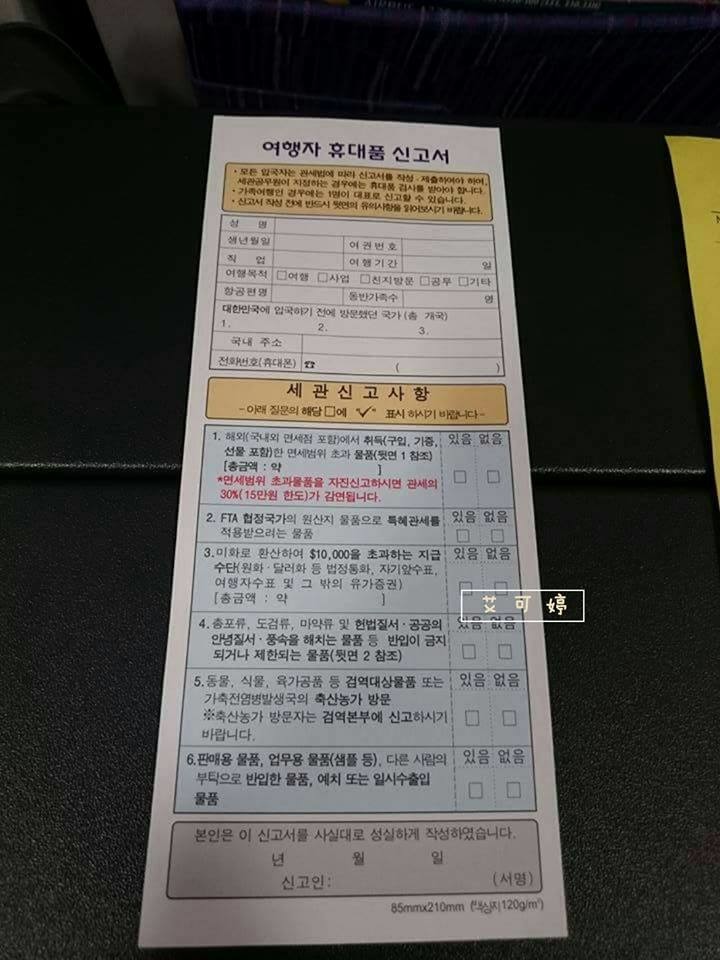 여행자 휴대품 신고서
· 모든 입국자는 관세법에 따라 신고서를 작성 · 제출하여야 하며,
세관공무원이 지정하는 경우에는 휴대품 검사를 받아야 합니다.
· 가족여행인 경우에는 1명이 대표로 신고할 수 있습니다.
· 신고서 작성 전에 반드시 뒷면의 유의사항을 읽어보시기 바랍니다.
성 명
생년월일 여권번호
직 업 여행기간 일
여행목적 □여행 □사업 □친지방문 □공무 □기타
항공편명 동반가족수 명
대한민국에 입국하기 전에 방문했던 국가 (총 개국)
1. 2. 3.
국내 주소
전화번호(휴대폰) ☎ ( )
세관신고사항
- 아래 질문의 해당 □에 "✓" 표시 하시기 바랍니다 -
1. 해외(국내외 면세점 포함)에서 취득(구입, 기증, 있음 없음
선물 포함)한 면세범위 초과 물품(뒷면 1 참조)
[총금액 : 약 ] □ □
*면세범위 초과물품을 자진신고하시면 관세의
30%(15만원 한도)가 감면됩니다.
2. FTA 협정국가의 원산지 물품으로 특혜관세를 있음 없음
적용받으려는 물품 □ □
3. 미화로 환산하여 $10,000을 초과하는 지급 있음 없음
수단(원화 · 달러화 등 법정통화, 자기앞수표,
여행자수표 및 그 밖의 유가증권) □ □
[총금액 : 약 ]
艾可婷
4. 총포류, 도검류, 마약류 및 헌법질서 · 공공의 있음 없음
안녕질서 · 풍속을 해치는 물품 등 반입이 금지
되거나 제한되는 물품(뒷면 2 참조) □ □
5. 동물, 식물, 육가공품 등 검역대상물품 또는 있음 없음
가축전염병발생국의 축산농가 방문
※축산농가 방문자는 검역본부에 신고하시기 □ □
바랍니다.
6. 판매용 물품, 업무용 물품(샘플 등), 다른 사람의 있음 없음
부탁으로 반입한 물품, 예치 또는 일시수출입 □ □
물품
본인은 이 신고서를 사실대로 성실하게 작성하였습니다.
년 월 일
신고인: (서명)
85mmx210mm (백상지120g/m²)